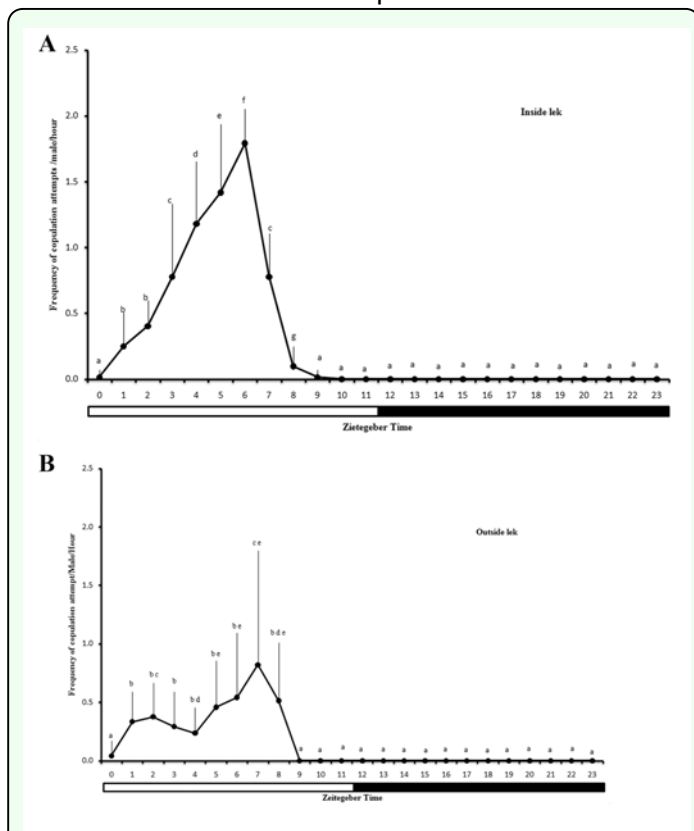 A
2.5
2.0
1.5
1.0
0.5
0.0
Frequency of copulation attempts /male/hour
Inside lek
a b b c d e f c g a a a a a a a a a a a a a a a
0 1 2 3 4 5 6 7 8 9 10 11 12 13 14 15 16 17 18 19 20 21 22 23
Zietegeber Time
B
2.5
2.0
1.5
1.0
0.5
0.0
Frequency of copulation attempt/Male/Hour
Outside lek
a b bc b bd be be ce bde a a a a a a a a a a a a a a a
0 1 2 3 4 5 6 7 8 9 10 11 12 13 14 15 16 17 18 19 20 21 22 23
Zeitegeber Time